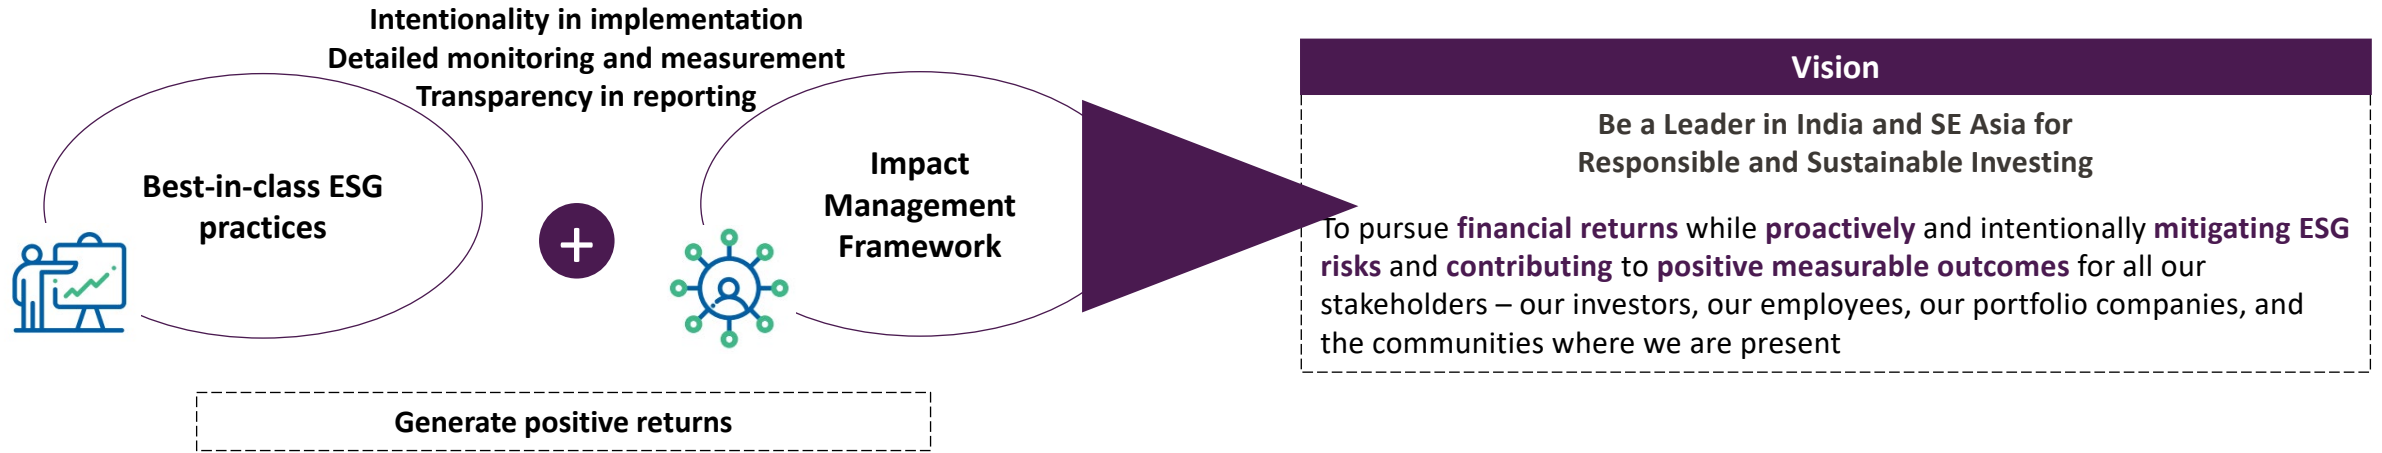 Intentionality in implementation
Detailed monitoring and measurement
Transparency in reporting
Best-in-class ESG
practices
+
Impact
Management
Framework
Generate positive returns
Vision
Be a Leader in India and SE Asia for
Responsible and Sustainable Investing
To pursue financial returns while proactively and intentionally mitigating ESG
risks and contributing to positive measurable outcomes for all our
stakeholders – our investors, our employees, our portfolio companies, and
the communities where we are present